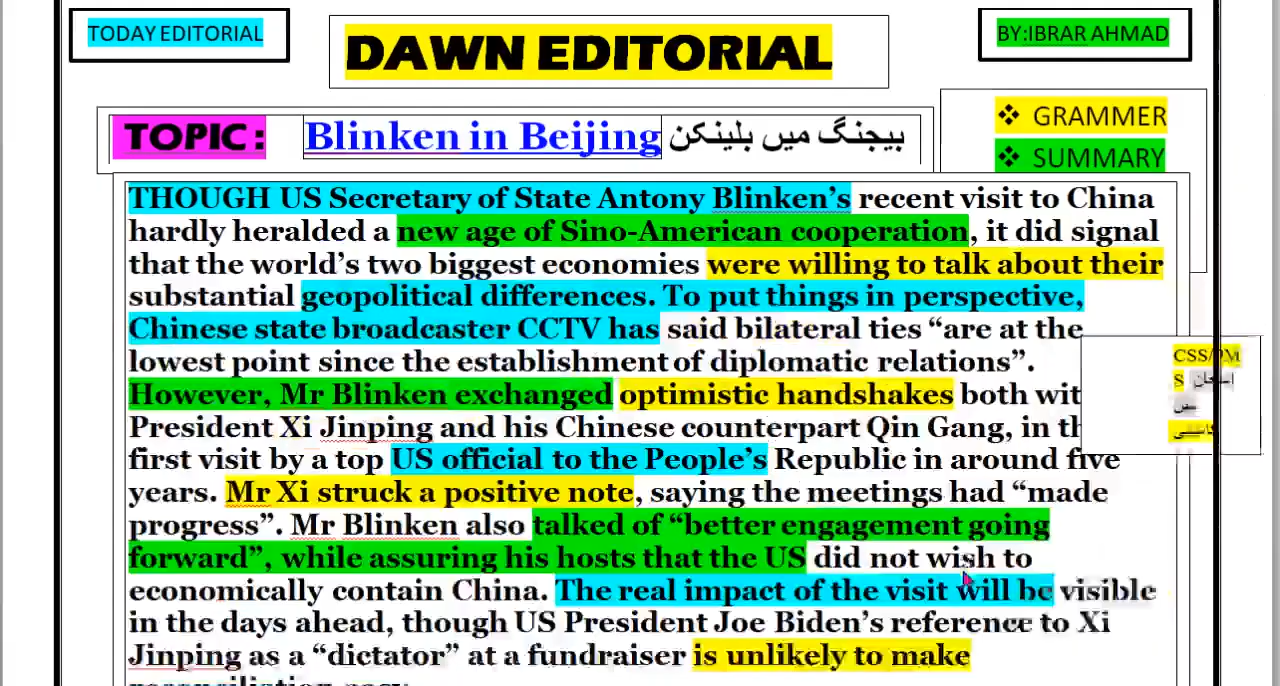 TODAY EDITORIAL
DAWN EDITORIAL
BY:IBRAR AHMAD
❖ GRAMMER
❖ SUMMARY
TOPIC: Blinken in Beijing بیجنگ میں بلینکن
THOUGH US Secretary of State Antony Blinken’s recent visit to China
hardly heralded a new age of Sino-American cooperation, it did signal
that the world’s two biggest economies were willing to talk about their
substantial geopolitical differences. To put things in perspective,
Chinese state broadcaster CCTV has said bilateral ties “are at the
lowest point since the establishment of diplomatic relations”.
However, Mr Blinken exchanged optimistic handshakes both wit
President Xi Jinping and his Chinese counterpart Qin Gang, in th
first visit by a top US official to the People’s Republic in around five
years. Mr Xi struck a positive note, saying the meetings had “made
progress”. Mr Blinken also talked of “better engagement going
forward”, while assuring his hosts that the US did not wish to
economically contain China. The real impact of the visit will be visible
in the days ahead, though US President Joe Biden’s reference to Xi
Jinping as a “dictator” at a fundraiser is unlikely to make
CSS/PM
S امتحان